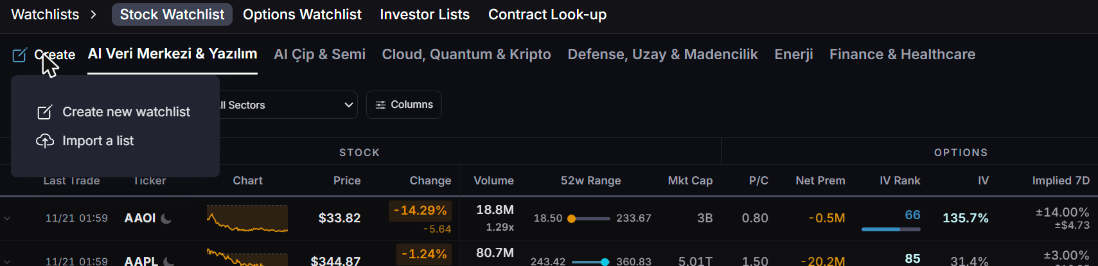 Watchlists > Stock Watchlist Options Watchlist Investor Lists Contract Look-up
Create AI Veri Merkezi & Yazılım AI Çip & Semi Cloud, Quantum & Kripto Defense, Uzay & Madencilik Enerji Finance & Healthcare
Create new watchlist
Import a list
ll Sectors Columns
STOCK OPTIONS
Last Trade Ticker Chart Price Change Volume 52w Range Mkt Cap P/C Net Prem IV Rank IV Implied 7D
11/21 01:59 AAOI $33.82 -14.29% 18.8M 18.50 233.67 3B 0.80 -0.5M 66 135.7% ±14.00%
-5.64 1.29x ±$4.73
11/21 01:59 AAPL $344.87 -1.24% 80.7M 243.42 360.83 5.01T 1.50 -20.2M 85 31.4% ±3.00%